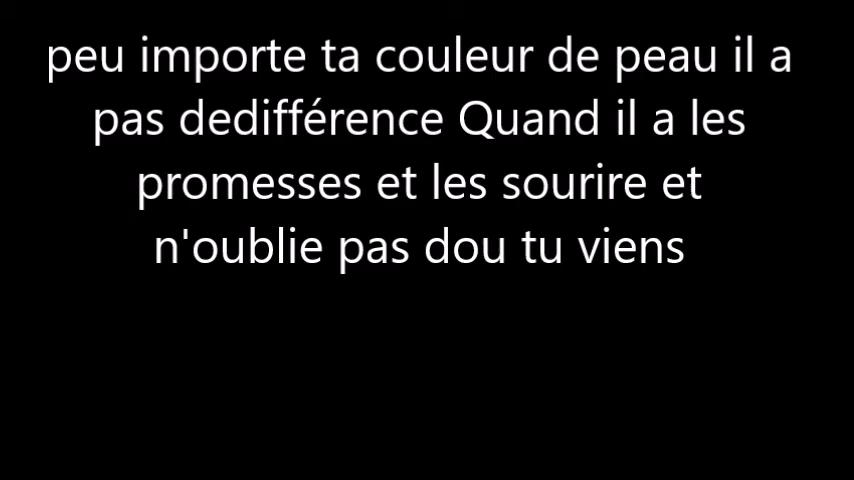 peu importe ta couleur de peau il a
pas dedifférence Quand il a les
promesses et les sourire et
n'oublie pas dou tu viens